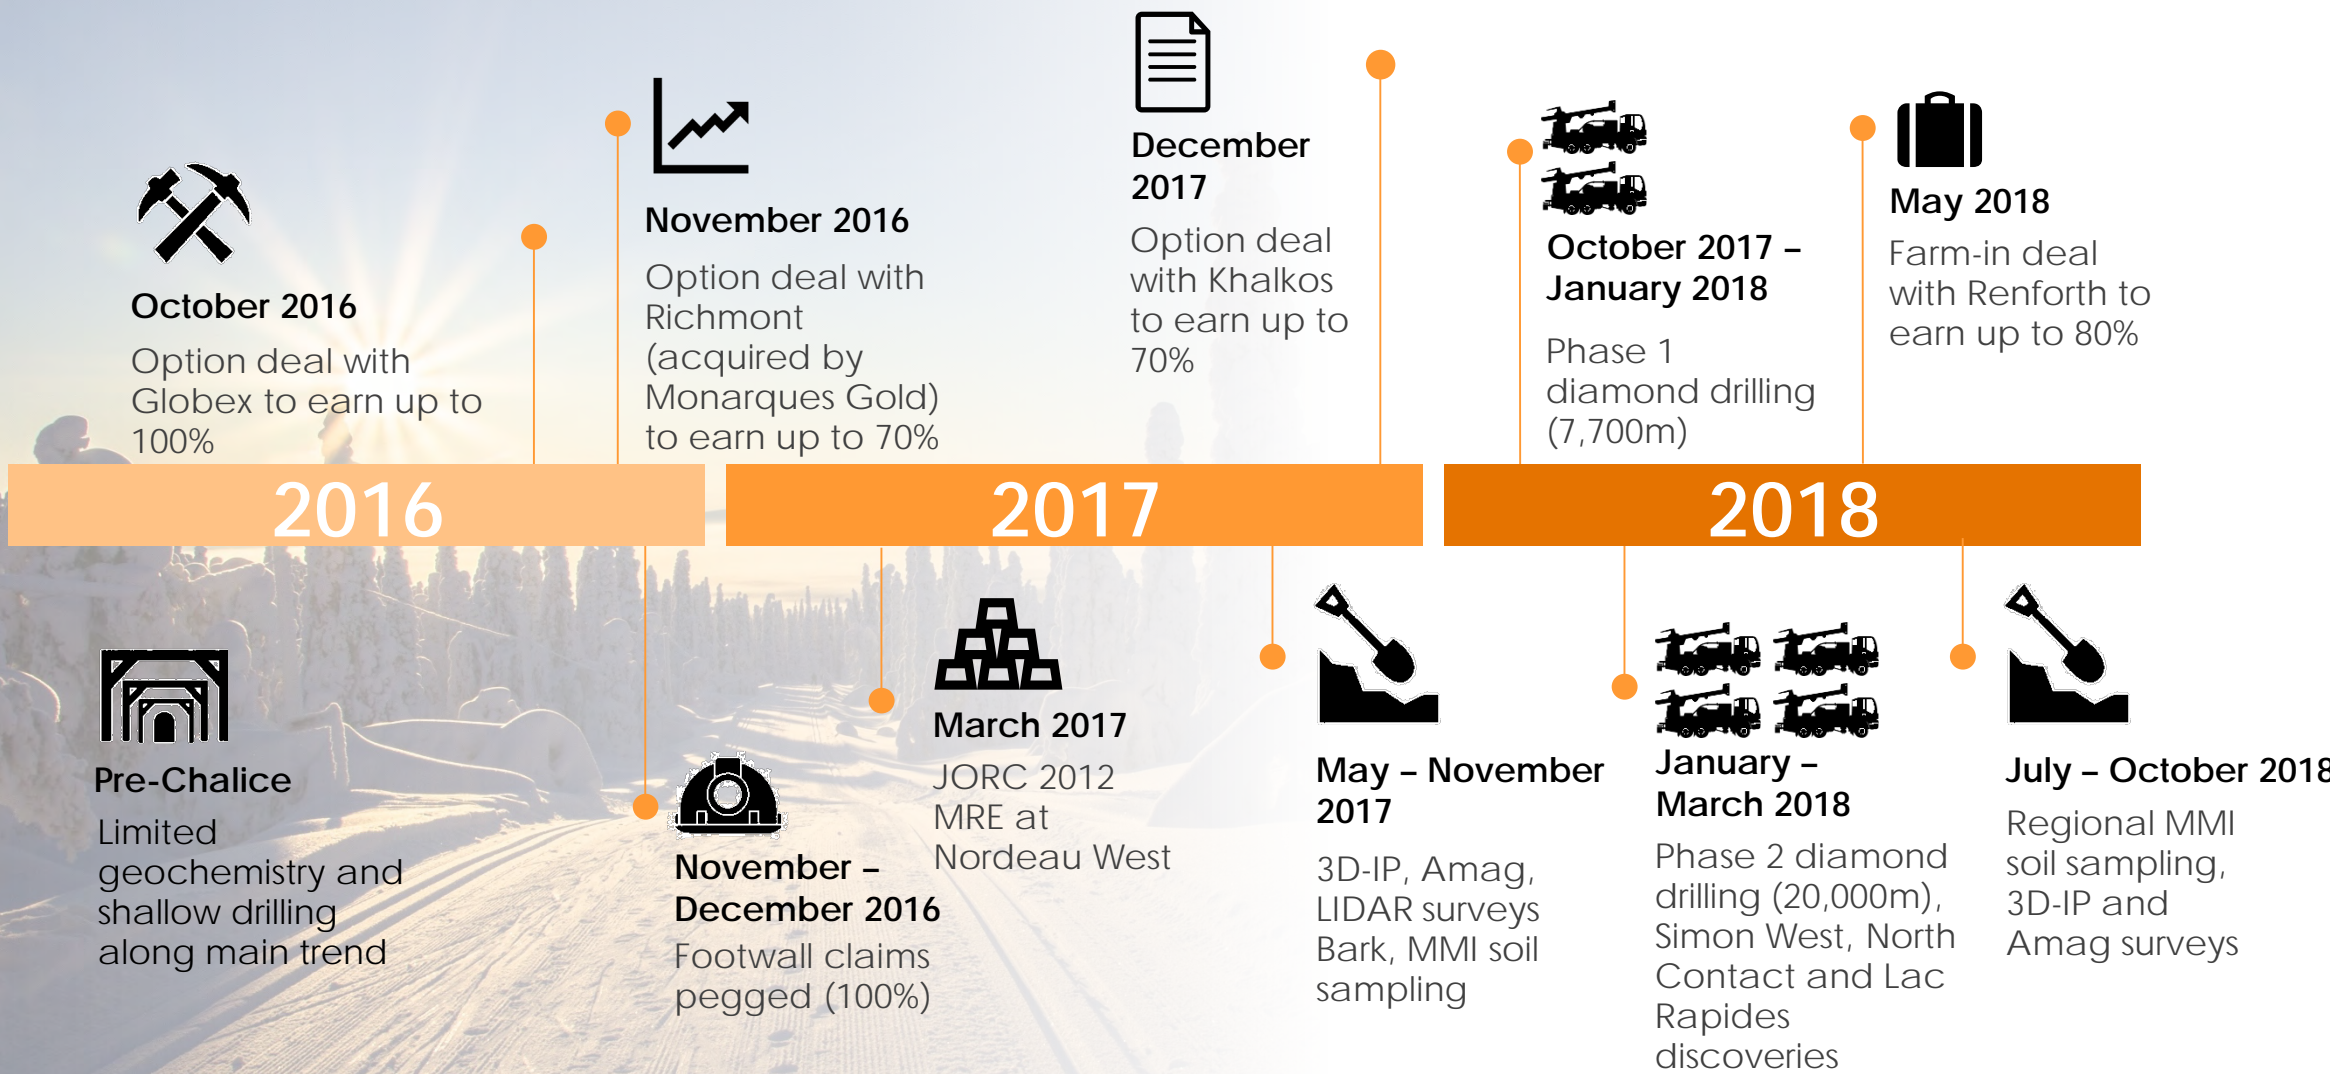 October 2016
Option deal with
Globex to earn up to
100%
November 2016
Option deal with
Richmont
(acquired by
Monarques Gold)
to earn up to 70%
December
2017
Option deal
with Khalkos
to earn up to
70%
October 2017 –
January 2018
Phase 1
diamond drilling
(7,700m)
May 2018
Farm-in deal
with Renforth to
earn up to 80%
2016
2017
2018
Pre-Chalice
Limited
geochemistry and
shallow drilling
along main trend
November –
December 2016
Footwall claims
pegged (100%)
March 2017
JORC 2012
MRE at
Nordeau West
May – November
2017
3D-IP, Amag,
LIDAR surveys
Bark, MMI soil
sampling
January –
March 2018
Phase 2 diamond
drilling (20,000m),
Simon West, North
Contact and Lac
Rapides
discoveries
July – October 2018
Regional MMI
soil sampling,
3D-IP and
Amag surveys